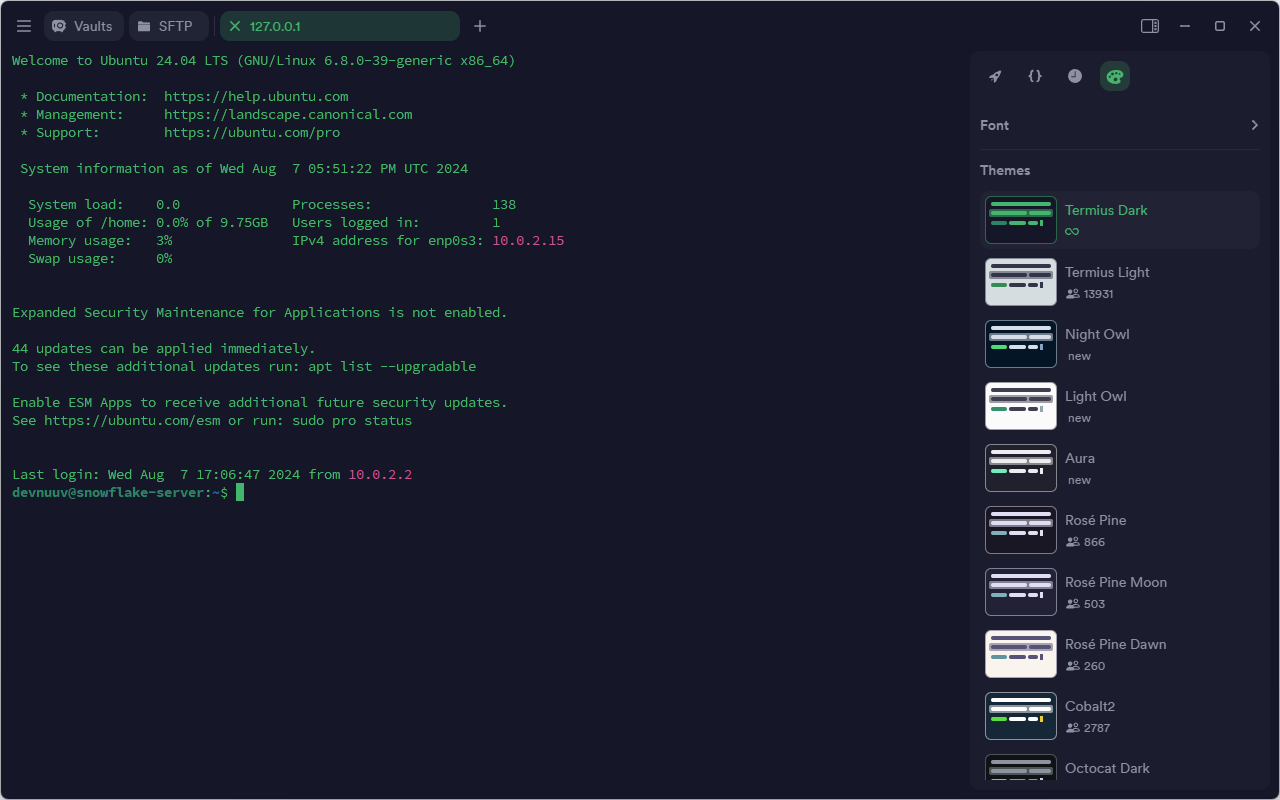 Vaults
SFTP
127.0.0.1
Welcome to Ubuntu 24.04 LTS (GNU/Linux 6.8.0-39-generic x86_64)
* Documentation:  https://help.ubuntu.com
* Management:     https://landscape.canonical.com
* Support:        https://ubuntu.com/pro
System information as of Wed Aug  7 05:51:22 PM UTC 2024
System load:    0.0              Processes:               138
Usage of /home: 0.0% of 9.75GB   Users logged in:         1
Memory usage:   3%               IPv4 address for enp0s3: 10.0.2.15
Swap usage:     0%
Expanded Security Maintenance for Applications is not enabled.
44 updates can be applied immediately.
To see these additional updates run: apt list --upgradable
Enable ESM Apps to receive additional future security updates.
See https://ubuntu.com/esm or run: sudo pro status
Last login: Wed Aug  7 17:06:47 2024 from 10.0.2.2
devnuuv@snowflake-server:~$
{}
Font
Themes
Termius Dark
∞
Termius Light
13931
Night Owl
new
Light Owl
new
Aura
new
Rosé Pine
866
Rosé Pine Moon
503
Rosé Pine Dawn
260
Cobalt2
2787
Octocat Dark